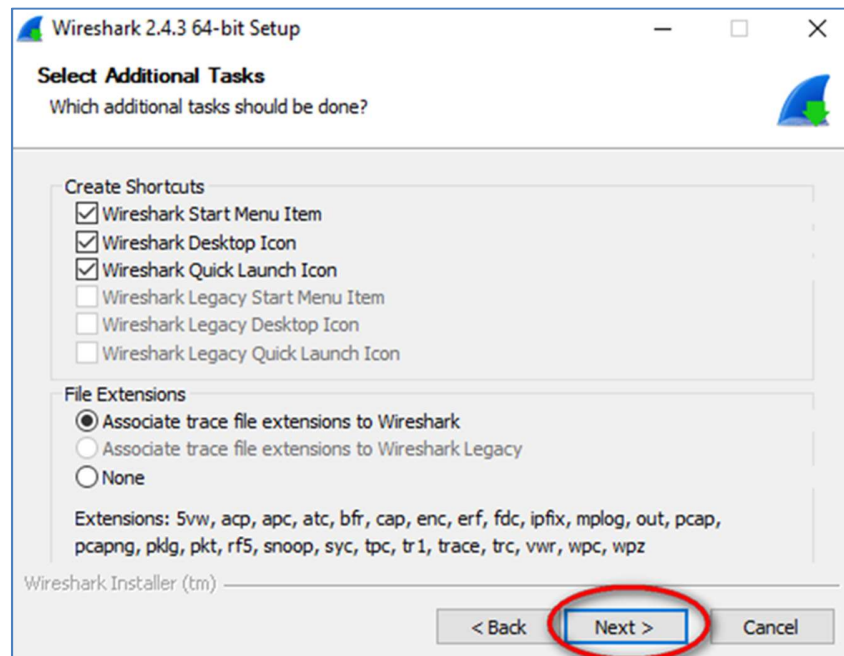 Wireshark 2.4.3 64-bit Setup
Select Additional Tasks
Which additional tasks should be done?
Create Shortcuts
Wireshark Start Menu Item
Wireshark Desktop Icon
Wireshark Quick Launch Icon
Wireshark Legacy Start Menu Item
Wireshark Legacy Desktop Icon
Wireshark Legacy Quick Launch Icon
File Extensions
Associate trace file extensions to Wireshark
Associate trace file extensions to Wireshark Legacy
None
Extensions: 5vw, acp, apc, atc, bfr, cap, enc, erf, fdc, ipfix, mplog, out, pcap,
pcapng, pklg, pkt, rf5, snoop, syc, tpc, tr1, trace, trc, vwr, wpc, wpz
Wireshark Installer (tm)
< Back Next > Cancel